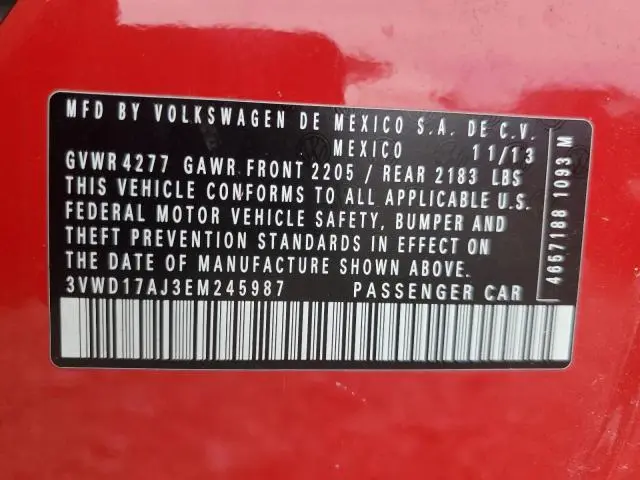 MFD BY VOLKSWAGEN DE MEXICO S.A. DE C.V.
MEXICO 11/13
GVWR 4277 GAWR FRONT 2205 / REAR 2183 LBS
THIS VEHICLE CONFORMS TO ALL APPLICABLE U.S.
FEDERAL MOTOR VEHICLE SAFETY, BUMPER AND
THEFT PREVENTION STANDARDS IN EFFECT ON
THE DATE OF MANUFACTURE SHOWN ABOVE.
3VWD17AJ3EM245987 PASSENGER CAR
4657188 1093 M